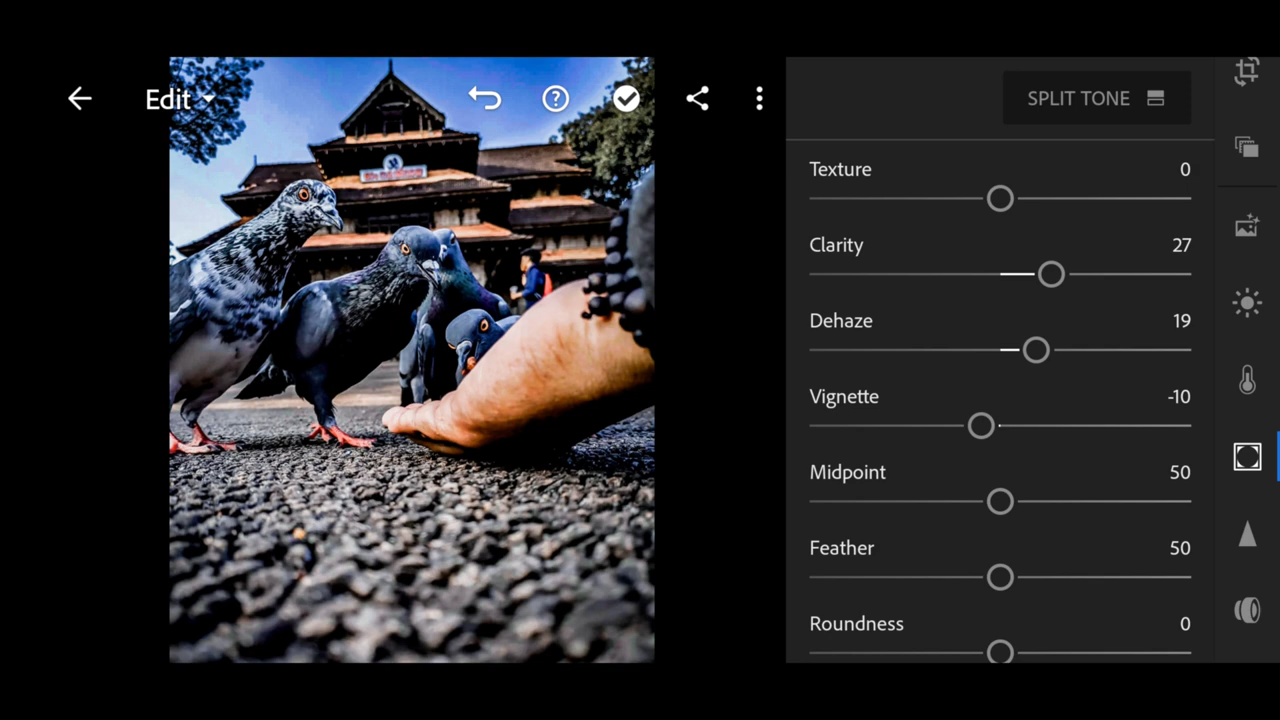 Edit
SPLIT TONE
Texture 0
Clarity 27
Dehaze 19
Vignette -10
Midpoint 50
Feather 50
Roundness 0